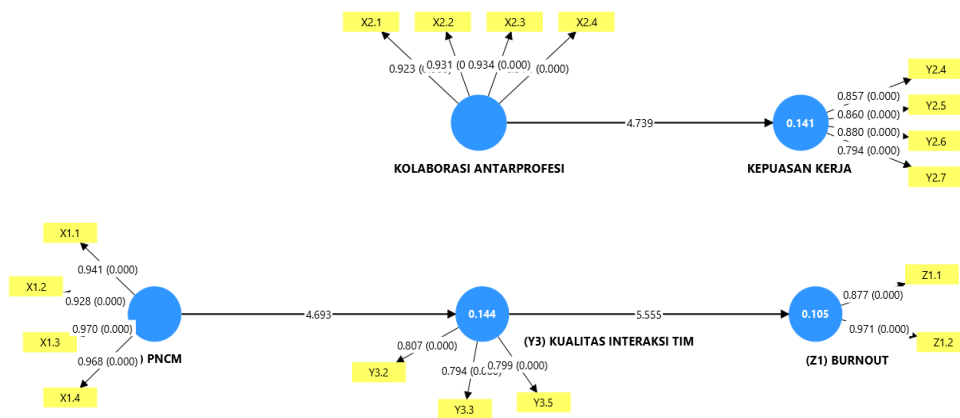 X2.1
X2.2
X2.3
X2.4
0.923
0.931
0.934 (0.000)
(0.000)
KOLABORASI ANTARPROFESI
4.739
0.141
KEPUASAN KERJA
0.857 (0.000)
0.860 (0.000)
0.880 (0.000)
0.794 (0.000)
Y2.4
Y2.5
Y2.6
Y2.7
X1.1
X1.2
X1.3
X1.4
0.941 (0.000)
0.928 (0.000)
0.970 (0.000)
0.968 (0.000)
) PNCM
4.693
0.144
(Y3) KUALITAS INTERAKSI TIM
0.807 (0.000)
0.794
0.799 (0.000)
Y3.2
Y3.3
Y3.5
5.555
0.105
(Z1) BURNOUT
0.877 (0.000)
0.971 (0.000)
Z1.1
Z1.2